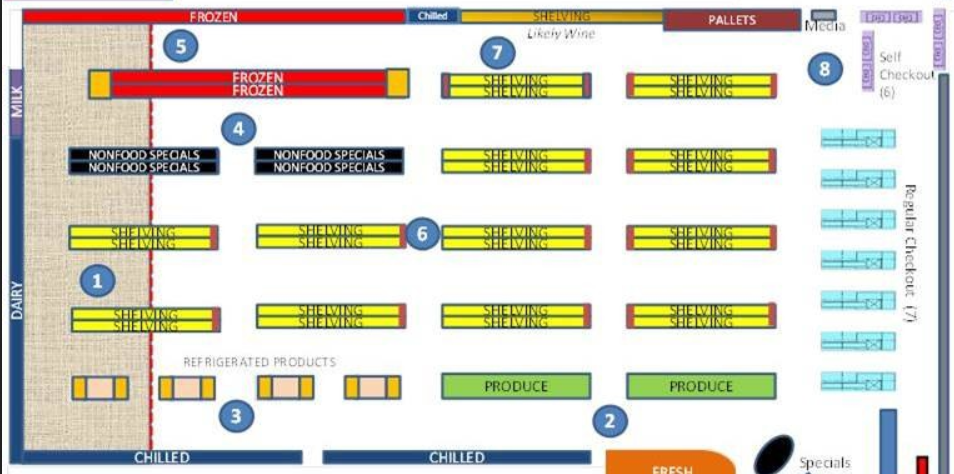 FROZEN
Chilled
SHELVING
PALLETS
Likely Wine
Media
5
7
8
Self
Checkout
(6)
FROZEN
FROZEN
SHELVING
SHELVING
SHELVING
SHELVING
MILK
4
NONFOOD SPECIALS
NONFOOD SPECIALS
NONFOOD SPECIALS
NONFOOD SPECIALS
SHELVING
SHELVING
SHELVING
SHELVING
Regular Checkout (7)
SHELVING
SHELVING
SHELVING
SHELVING
6
SHELVING
SHELVING
SHELVING
SHELVING
1
DAIRY
SHELVING
SHELVING
SHELVING
SHELVING
SHELVING
SHELVING
SHELVING
SHELVING
REFRIGERATED PRODUCTS
PRODUCE
PRODUCE
3
2
CHILLED
CHILLED
FRESH
Specials